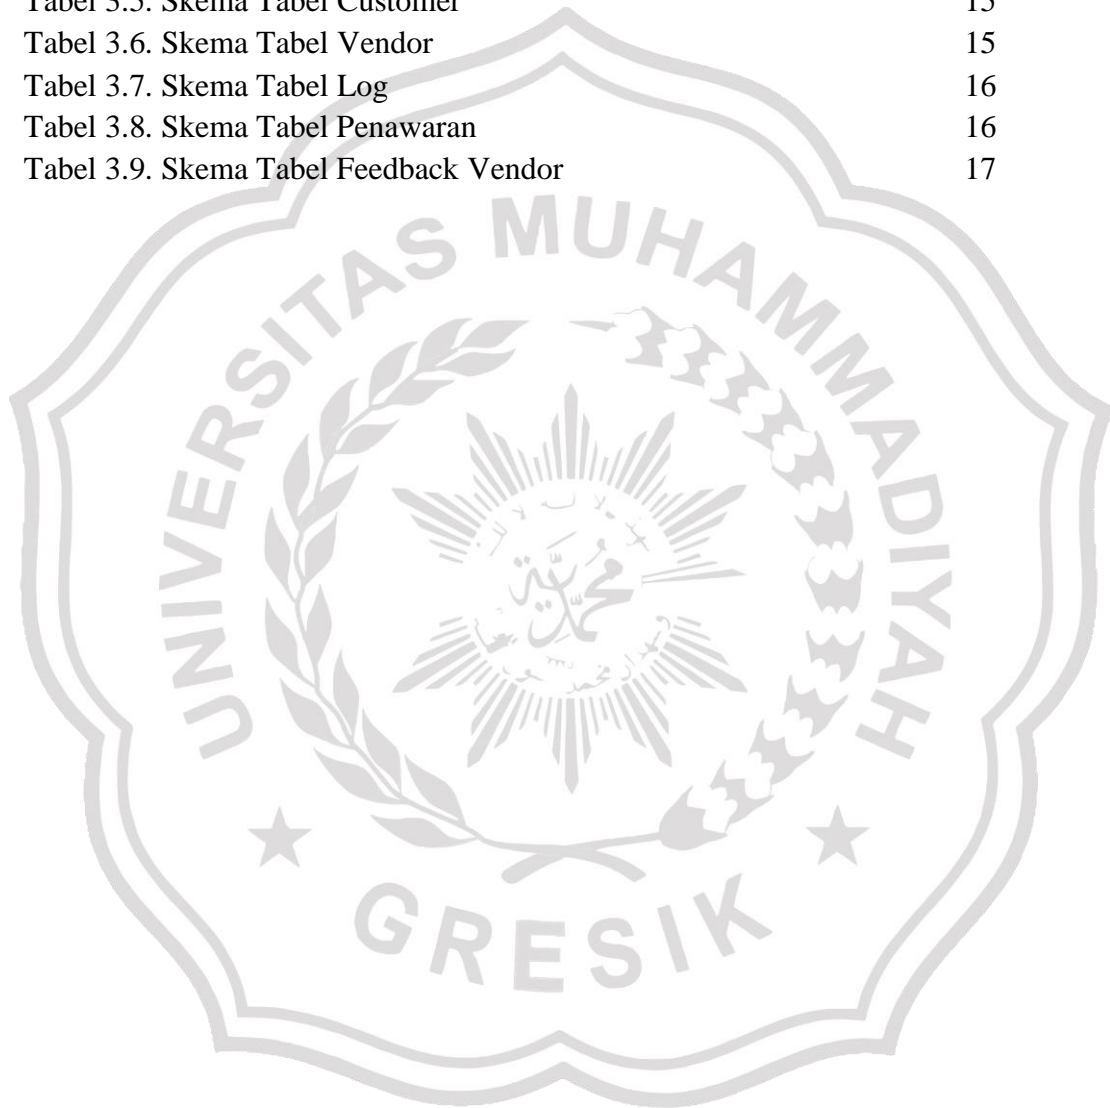 Tabel 3.5. Skema Tabel Customer 15
Tabel 3.6. Skema Tabel Vendor 15
Tabel 3.7. Skema Tabel Log 16
Tabel 3.8. Skema Tabel Penawaran 16
Tabel 3.9. Skema Tabel Feedback Vendor 17
UNIVERSITAS MUHAMMADIYAH
محمدية
GRESIK